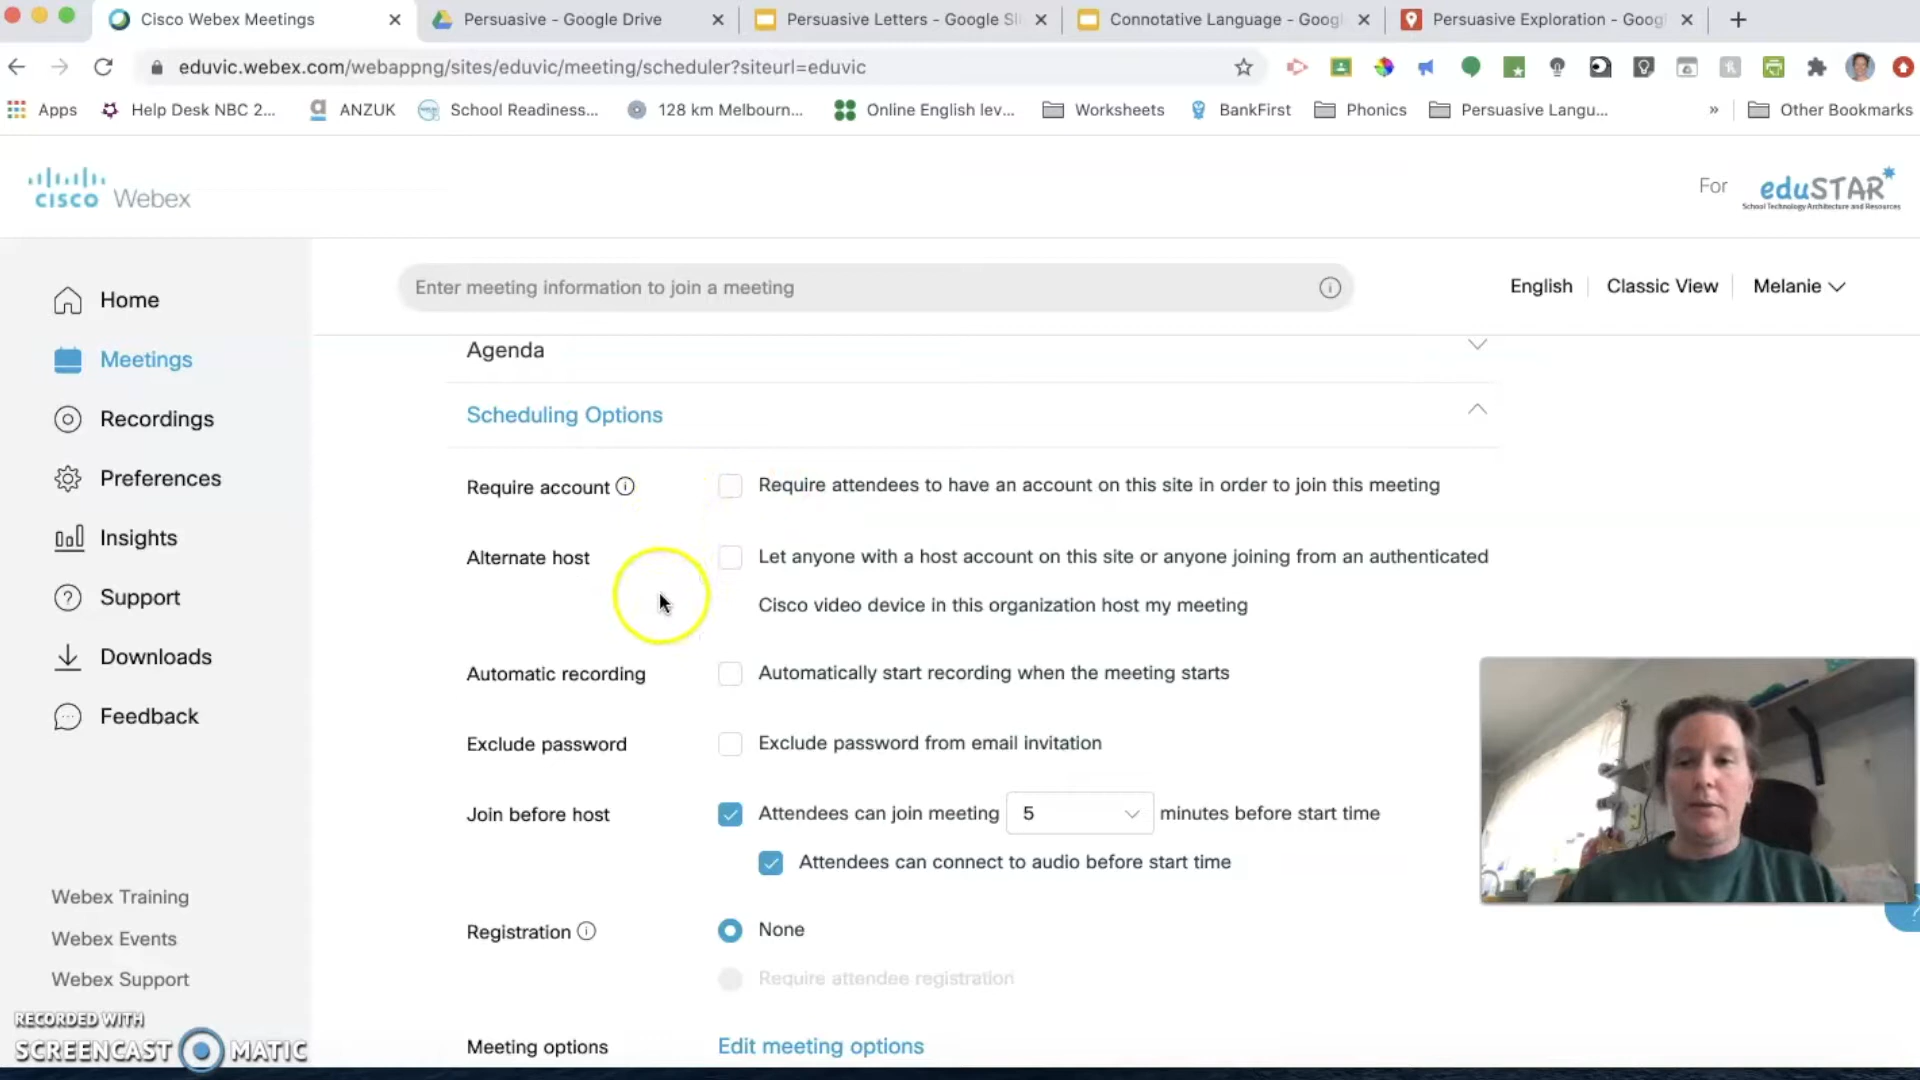 Cisco Webex Meetings
Persuasive - Google Drive
Persuasive Letters - Google Sli
Connotative Language - Googl
Persuasive Exploration - Goog
eduvic.webex.com/webappng/sites/eduvic/meeting/scheduler?siteurl=eduvic
Apps
Help Desk NBC 2...
ANZUK
School Readiness...
128 km Melbourn...
Online English lev...
Worksheets
BankFirst
Phonics
Persuasive Langu...
»
Other Bookmarks
CISCO Webex
For eduSTAR
School Technology Architecture and Resources
Enter meeting information to join a meeting
English
Classic View
Melanie
Home
Meetings
Recordings
Preferences
Insights
Support
Downloads
Feedback
Webex Training
Webex Events
Webex Support
Agenda
Scheduling Options
Require account
Require attendees to have an account on this site in order to join this meeting
Alternate host
Let anyone with a host account on this site or anyone joining from an authenticated
Cisco video device in this organization host my meeting
Automatic recording
Automatically start recording when the meeting starts
Exclude password
Exclude password from email invitation
Join before host
Attendees can join meeting 5 minutes before start time
Attendees can connect to audio before start time
Registration
None
Require attendee registration
Meeting options
Edit meeting options
RECORDED WITH
SCREENCAST MATIC